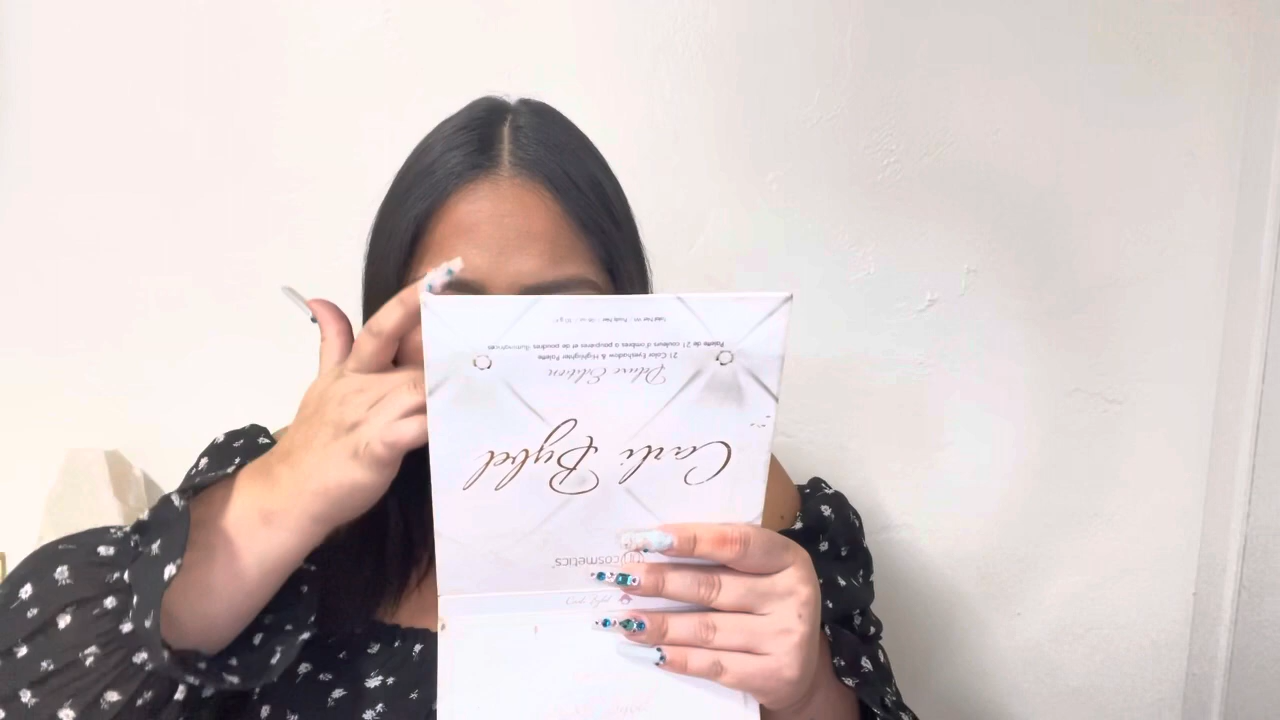 cosmetics
Carli Bybel
Deluxe Edition
21 Color Eyeshadow & Highlighter Palette
Palette de 21 couleurs d'ombres à paupières et de poudres illuminatrices